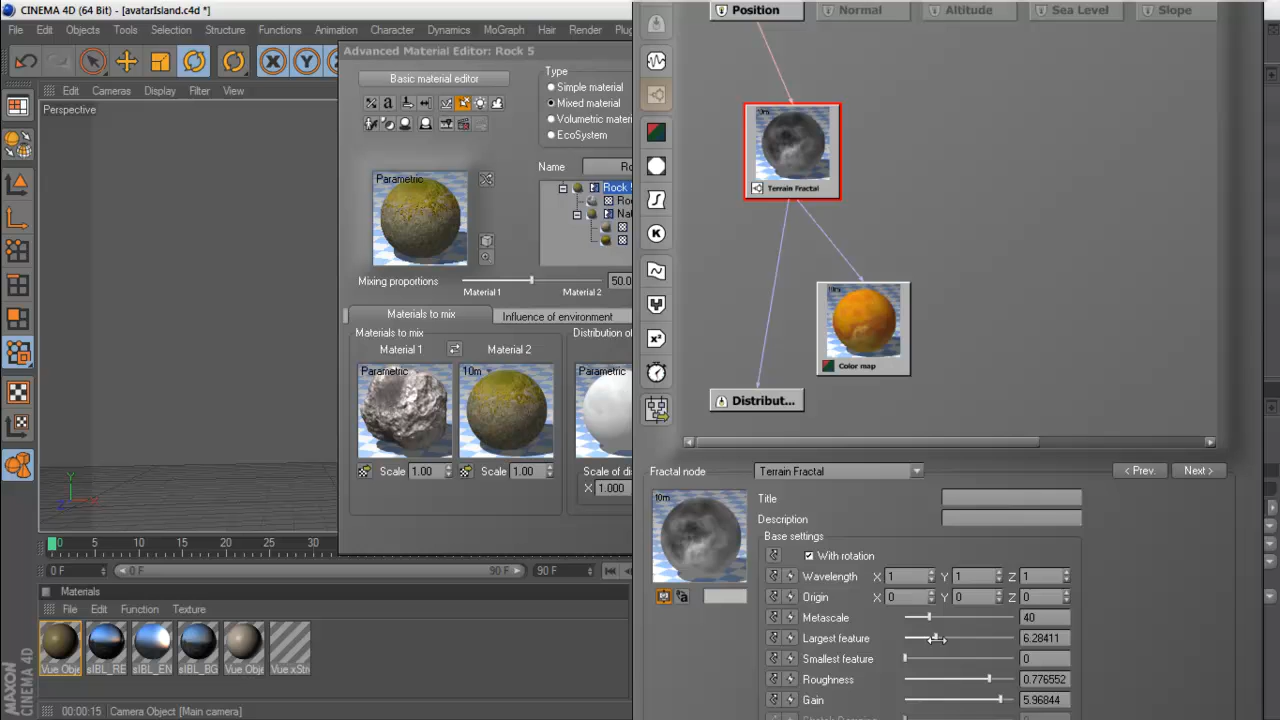 CINEMA 4D (64 Bit) - [avatarIsland.c4d *]
File Edit Objects Tools Selection Structure Functions Animation Character Dynamics MoGraph Hair Render
Edit Cameras Display Filter View
Perspective
X Y
Advanced Material Editor: Rock 5
Basic material editor
Type
Simple material
Mixed material
Volumetric materi
EcoSystem
Name
Rock
Parametric
Mixing proportions 50.0
Material 1 Material 2
Materials to mix Influence of environment
Materials to mix Distribution of
Material 1 Material 2
Parametric 10m Parametric
Scale 1.00 Scale 1.00 Scale of di
X 1.000
Position Normal Altitude Sea Level Slope
10m
Terrain Fractal
10m
Color map
Distribut...
Fractal node Terrain Fractal < Prev. Next >
10m
Title
Description
Base settings
With rotation
Wavelength X 1 Y 1 Z 1
Origin X 0 Y 0 Z 0
Metascale 40
Largest feature 6.28411
Smallest feature 0
Roughness 0.776552
Gain 5.96844
0 5 10 15 20 25 30
0 F 0 F 90 F 90 F
Materials
File Edit Function Texture
Vue Obje sIBL_RE sIBL_EN sIBL_BG Vue Obje Vue xStr
MAXON
CINEMA 4D
00:00:15 Camera Object [Main camera]